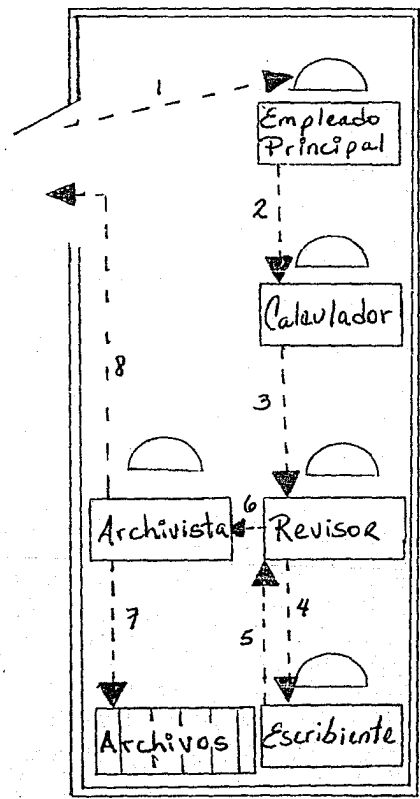 1
Empleado
Principal
2
Calculador
8
3
6
Archivista
Revisor
7
5
4
Archivos
Escribiente